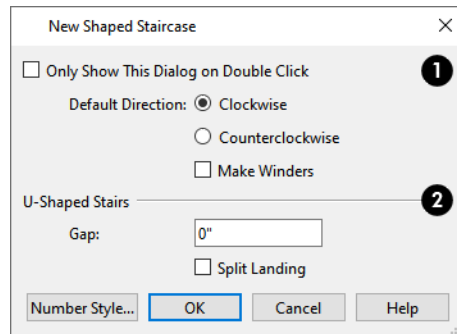 New Shaped Staircase
Only Show This Dialog on Double Click 1
Default Direction: Clockwise
Counterclockwise
Make Winders
U-Shaped Stairs 2
Gap: 0"
Split Landing
Number Style... OK Cancel Help